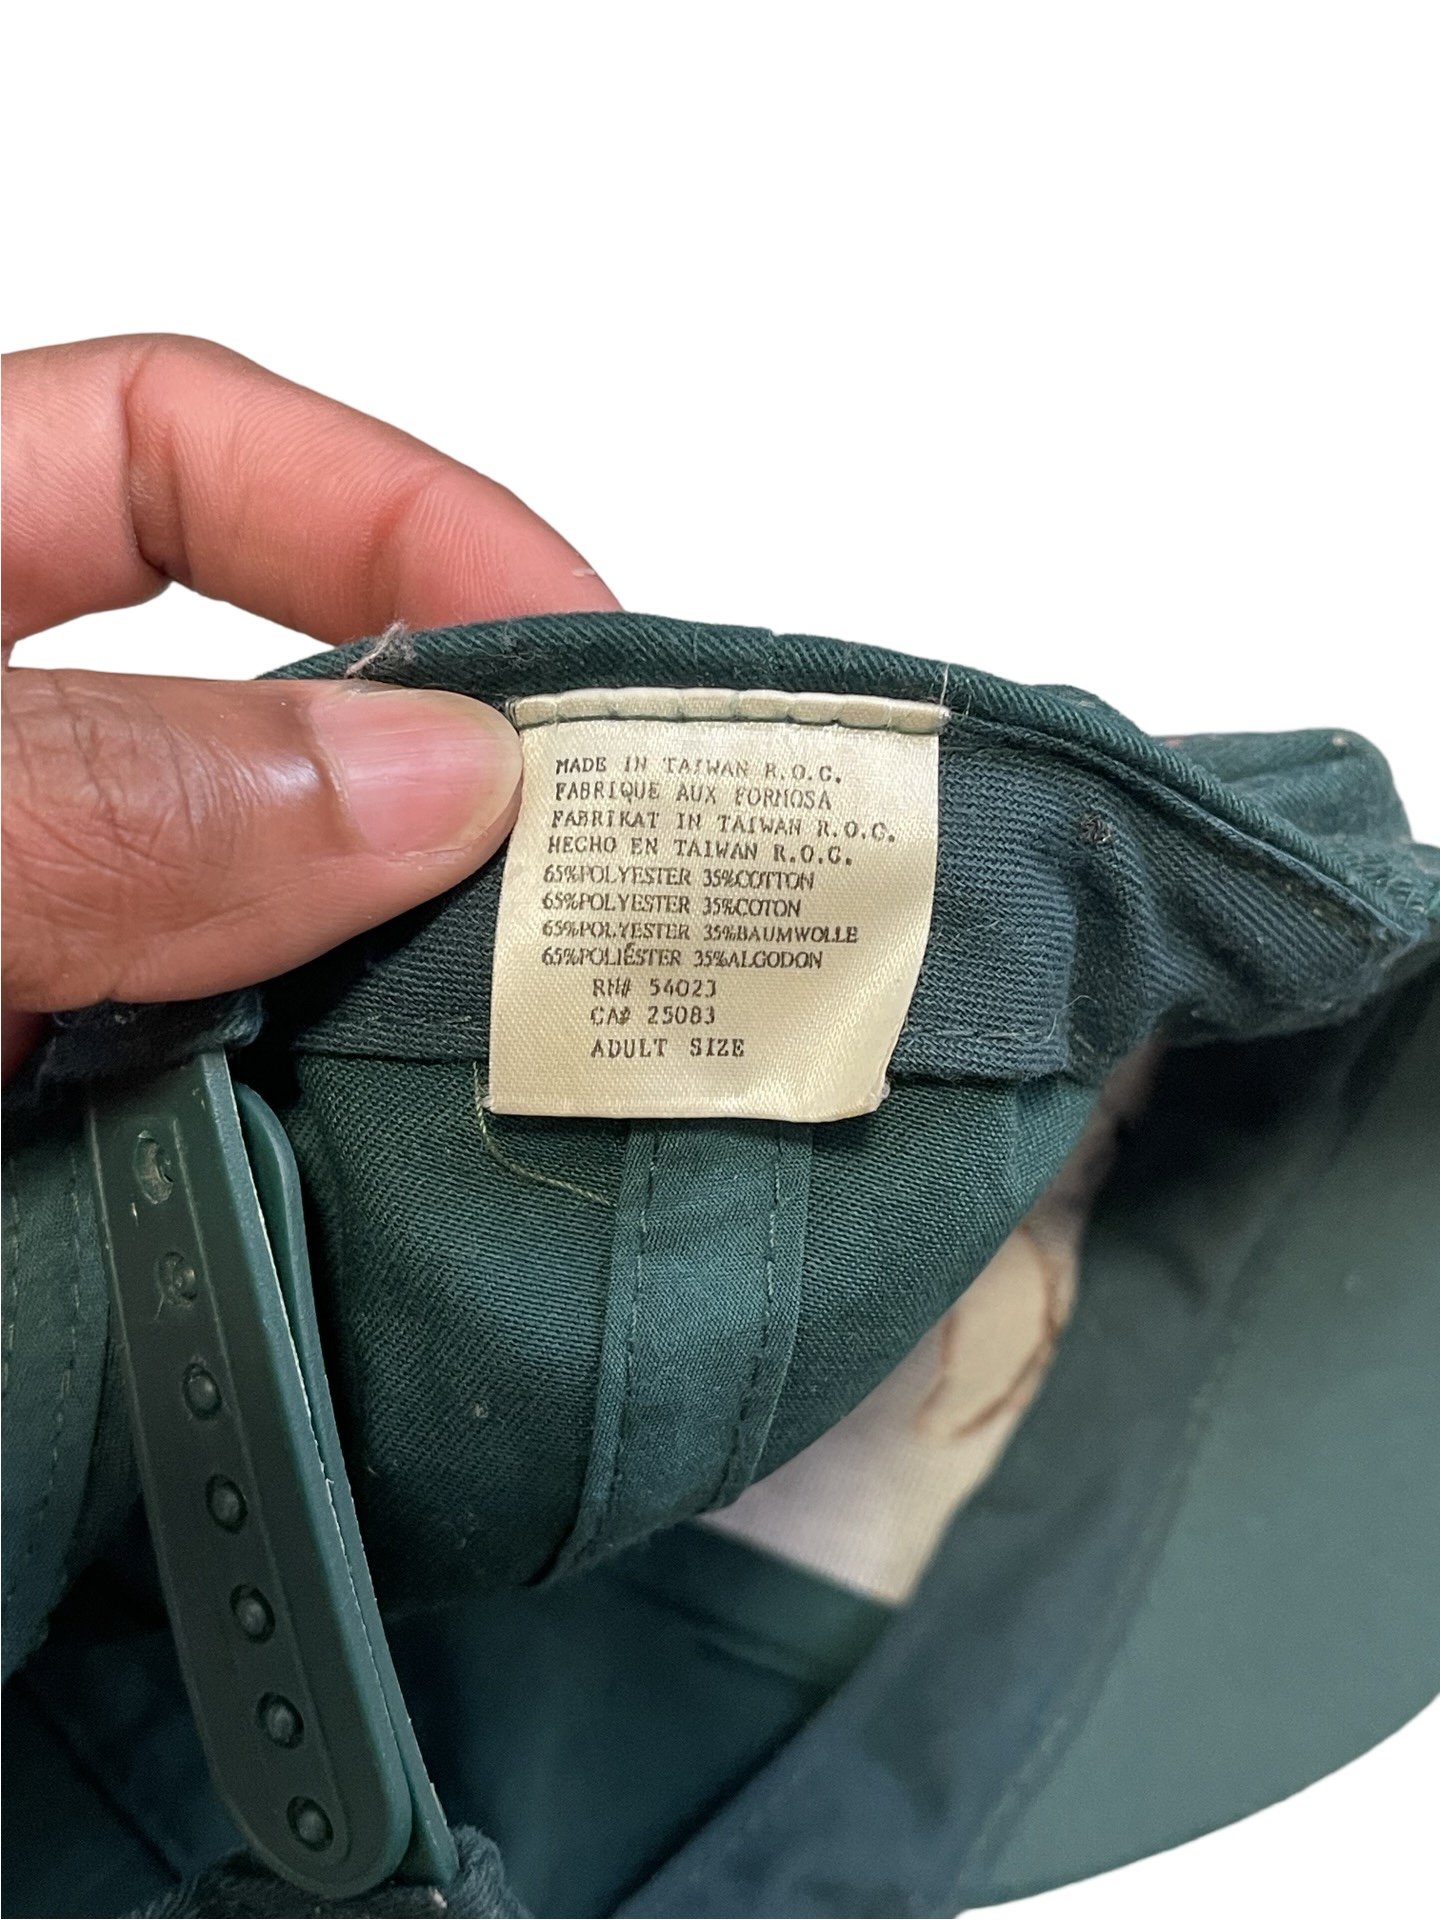 MADE IN TAIWAN R.O.C.
FABRIQUE AUX FORMOSA
FABRIKAT IN TAIWAN R.O.C.
HECHO EN TAIWAN R.O.C.
65%POLYESTER 35%COTTON
65%POLYESTER 35%COTON
65%POLYESTER 35%BAUMWOLLE
65%POLIÉSTER 35%ALGODON
RN# 54023
CA# 25083
ADULT SIZE